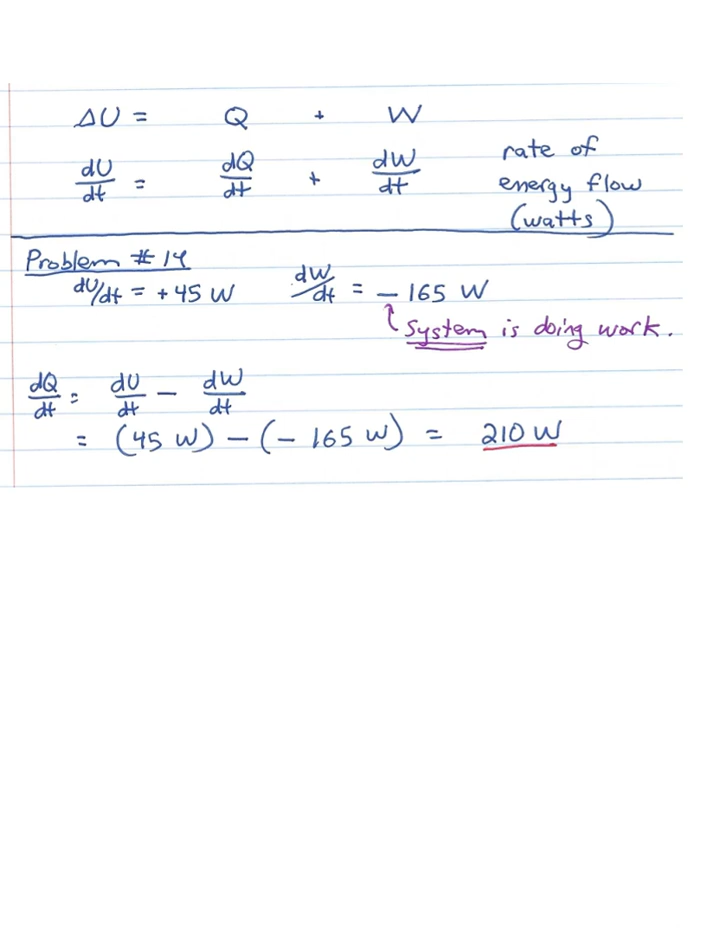 ΔU = Q + W
dU/dt = dQ/dt + dW/dt rate of energy flow (watts)
Problem # 14
dU/dt = +45 W dW/dt = - 165 W
System is doing work.
dQ/dt = dU/dt - dW/dt
= (45 W) - (- 165 W) = 210 W